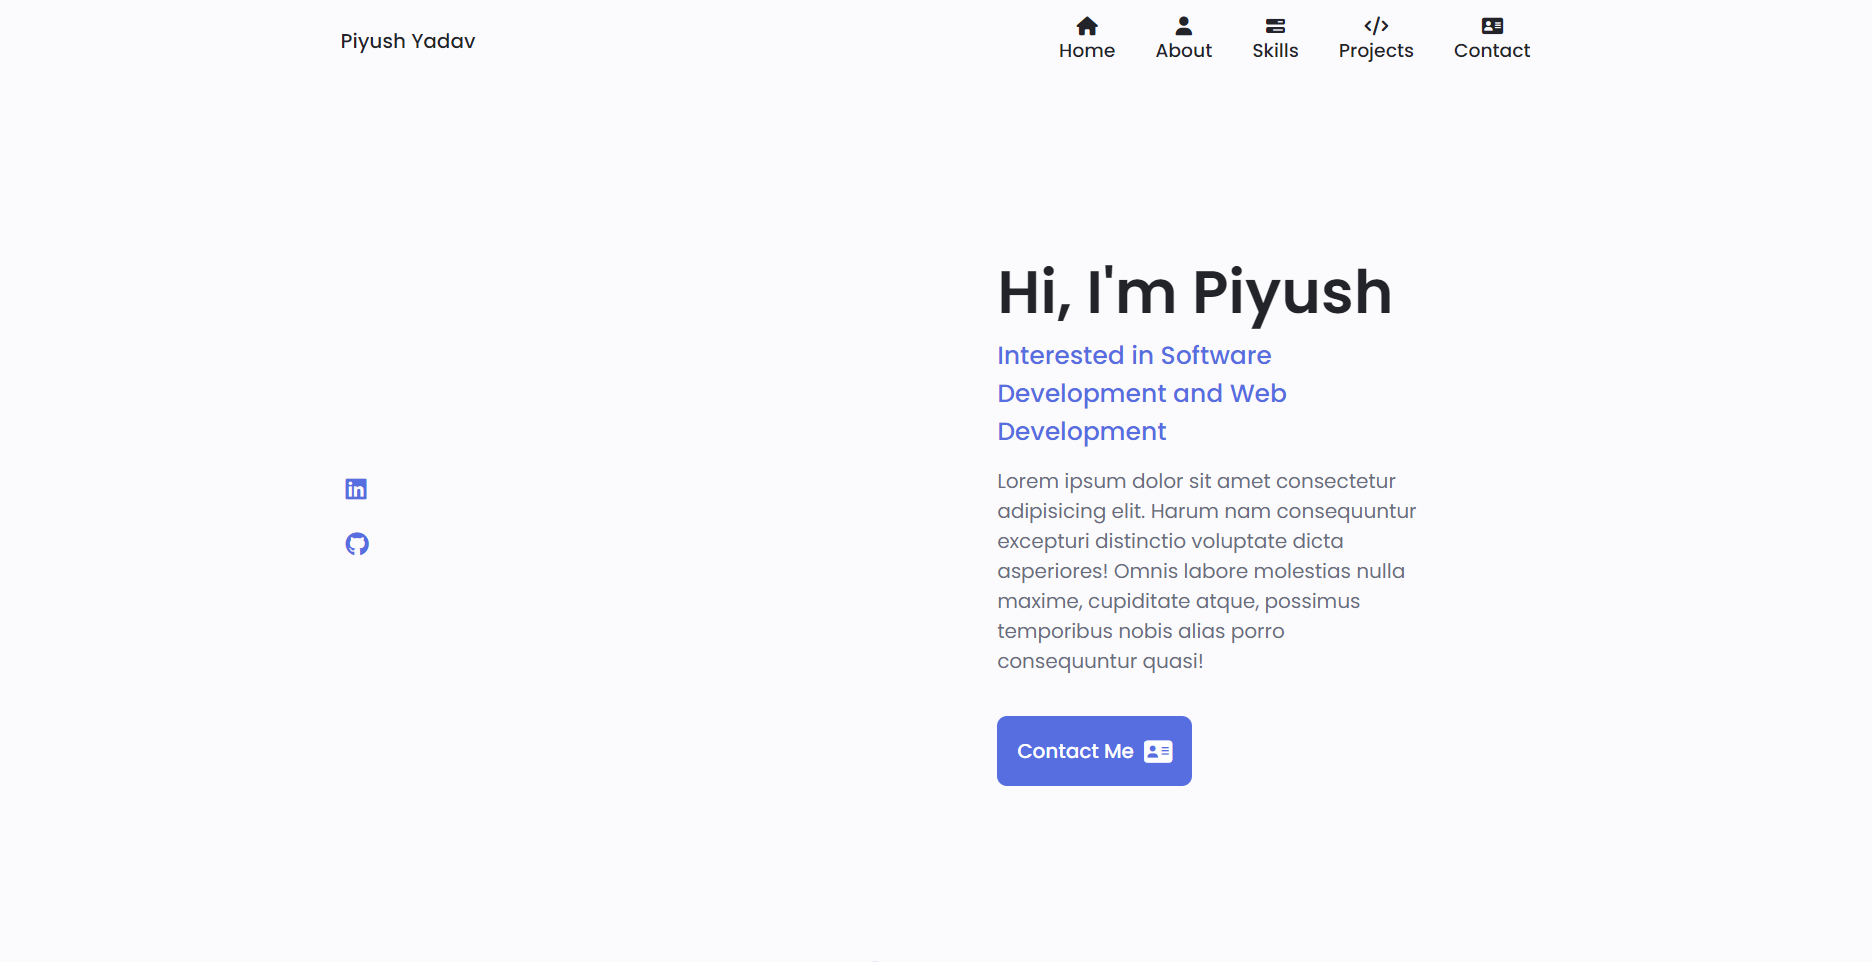 Piyush Yadav
Home
About
Skills
Projects
Contact
Hi, I'm Piyush
Interested in Software
Development and Web
Development
Lorem ipsum dolor sit amet consectetur
adipisicing elit. Harum nam consequuntur
excepturi distinctio voluptate dicta
asperiores! Omnis labore molestias nulla
maxime, cupiditate atque, possimus
temporibus nobis alias porro
consequuntur quasi!
Contact Me
in